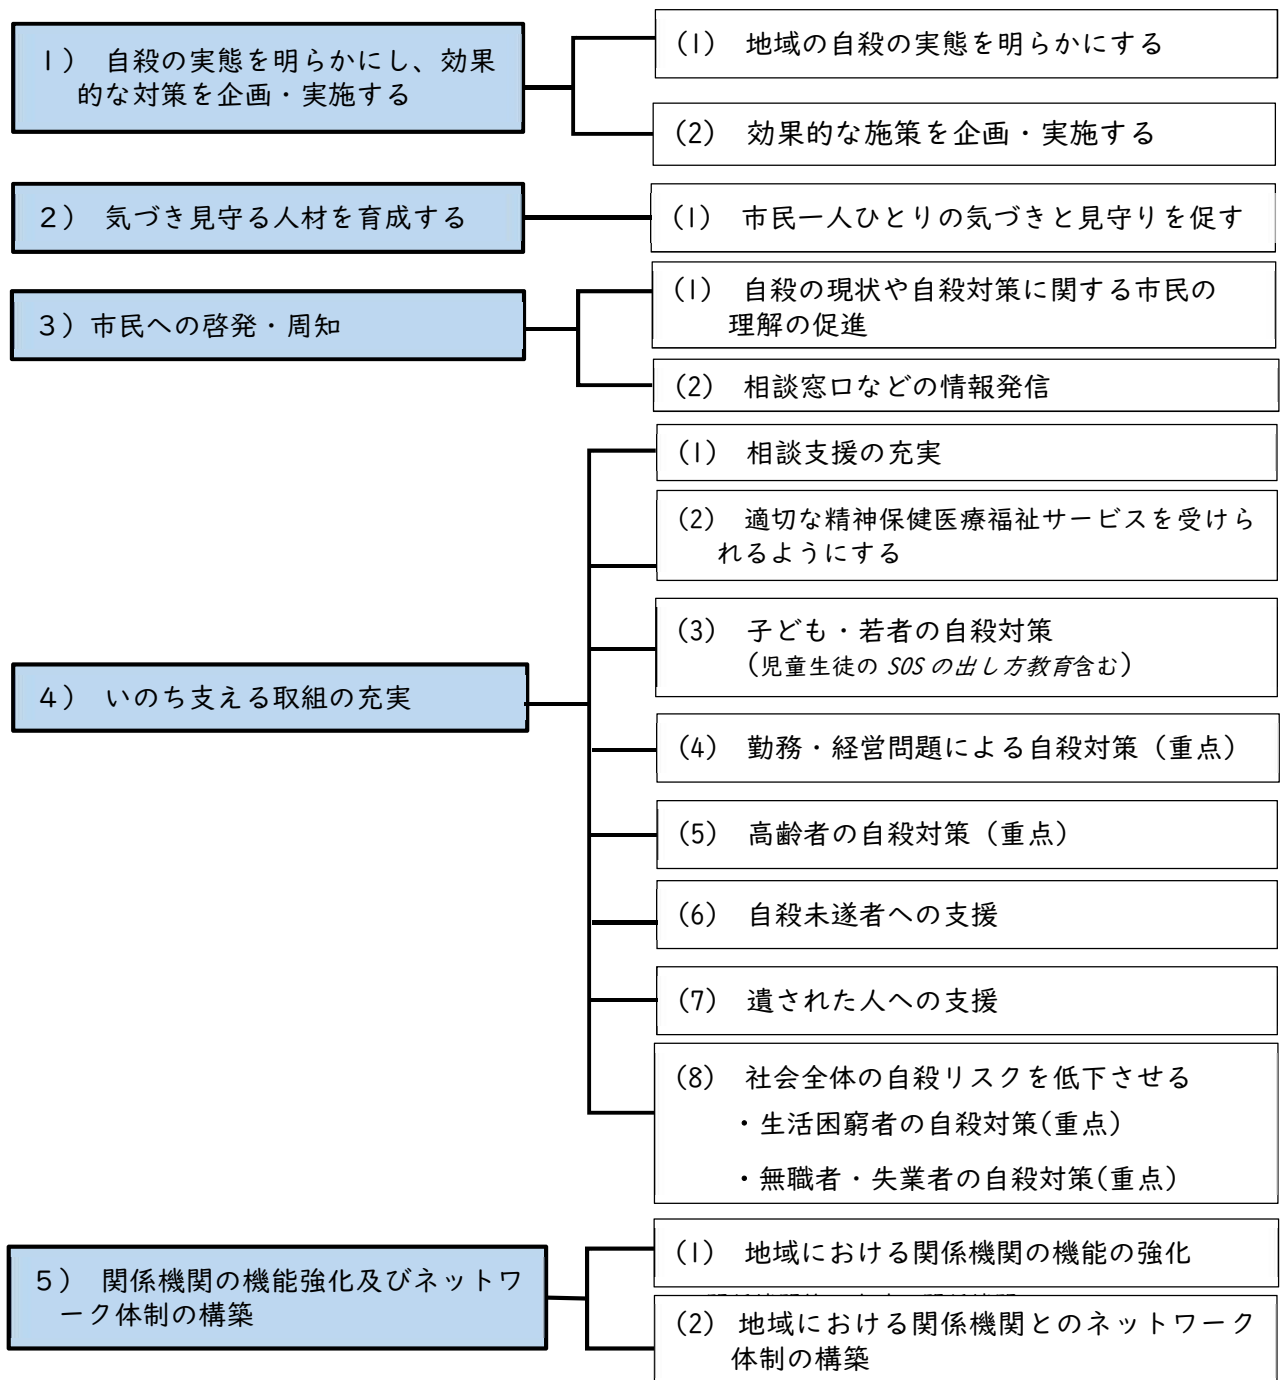 １） 自殺の実態を明らかにし、効果
的な対策を企画・実施する
(1) 地域の自殺の実態を明らかにする
(2) 効果的な施策を企画・実施する
２） 気づき見守る人材を育成する
(1) 市民一人ひとりの気づきと見守りを促す
３）市民への啓発・周知
(1) 自殺の現状や自殺対策に関する市民の
理解の促進
(2) 相談窓口などの情報発信
４） いのち支える取組の充実
(1) 相談支援の充実
(2) 適切な精神保健医療福祉サービスを受けら
れるようにする
(3) 子ども・若者の自殺対策
（児童生徒の SOS の出し方教育含む）
(4) 勤務・経営問題による自殺対策（重点）
(5) 高齢者の自殺対策（重点）
(6) 自殺未遂者への支援
(7) 遺された人への支援
(8) 社会全体の自殺リスクを低下させる
・生活困窮者の自殺対策(重点)
・無職者・失業者の自殺対策(重点)
５） 関係機関の機能強化及びネットワ
ーク体制の構築
(1) 地域における関係機関の機能の強化
(2) 地域における関係機関とのネットワーク
体制の構築